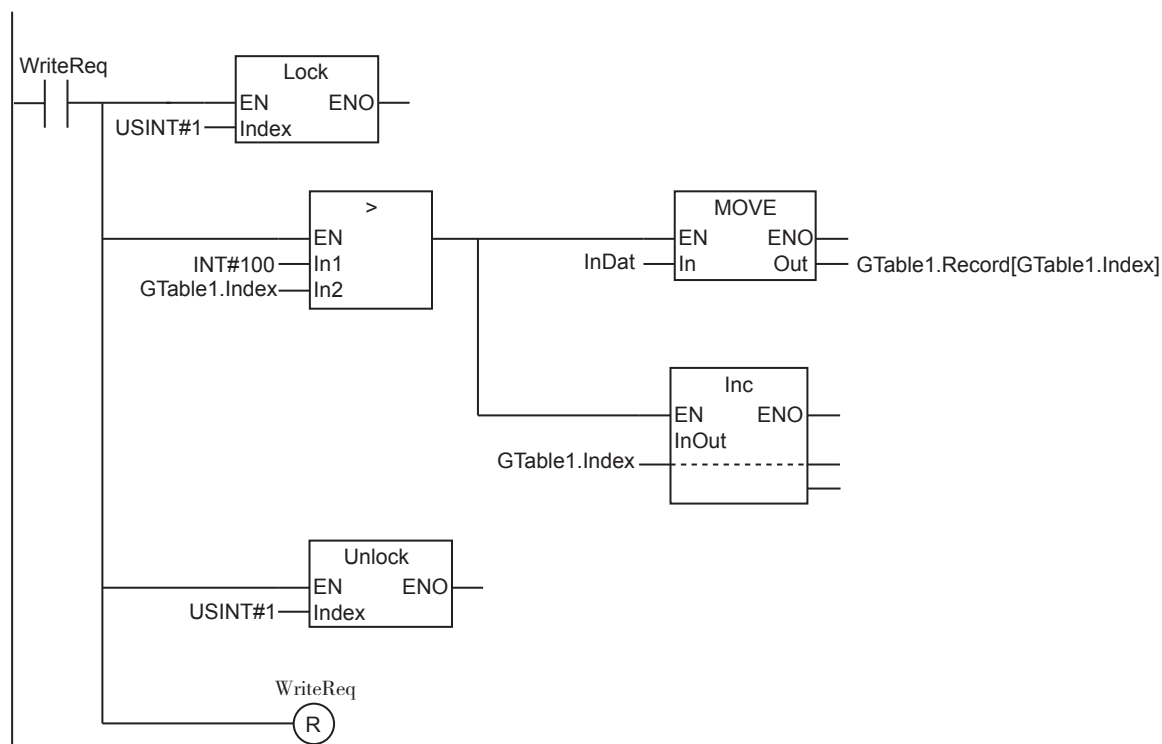 WriteReq
Lock
EN ENO
USINT#1 Index
>
EN
INT#100 In1
GTable1.Index In2
MOVE
EN ENO
InDat In Out GTable1.Record[GTable1.Index]
Inc
EN ENO
InOut
GTable1.Index
Unlock
EN ENO
USINT#1 Index
WriteReq
R